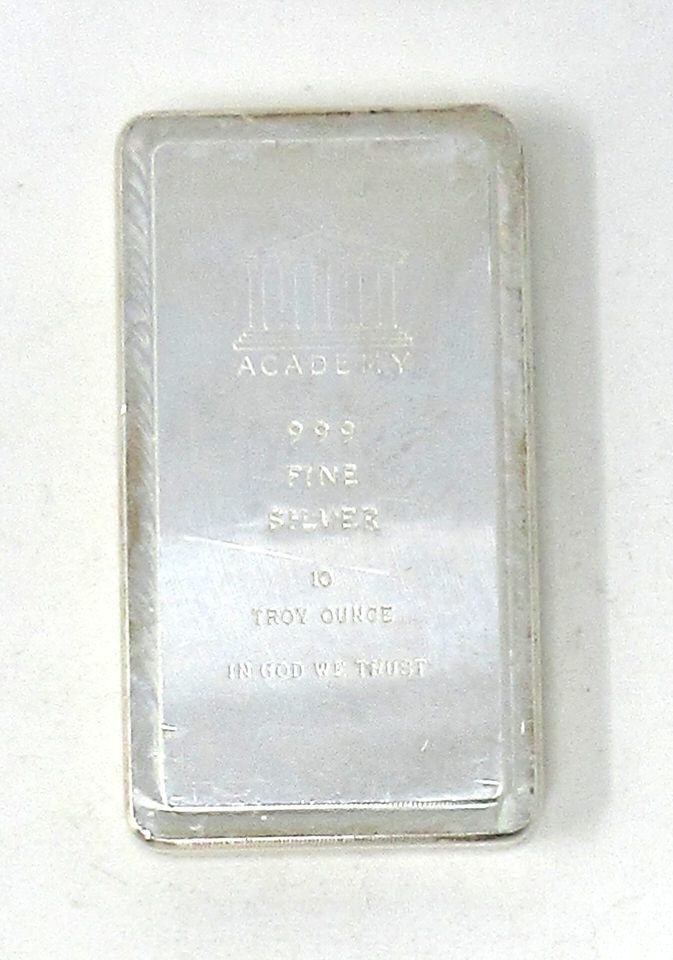 ACADEMY
999
FINE
SILVER
10
TROY OUNCE
IN GOD WE TRUST